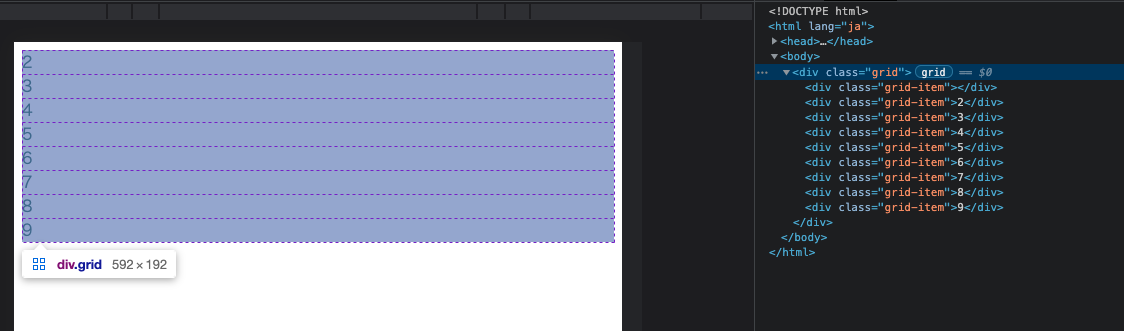 2
3
4
5
6
7
8
9
div.grid 592 × 192
<!DOCTYPE html>
<html lang="ja">
<head>…</head>
<body>
<div class="grid"> grid == $0
<div class="grid-item"></div>
<div class="grid-item">2</div>
<div class="grid-item">3</div>
<div class="grid-item">4</div>
<div class="grid-item">5</div>
<div class="grid-item">6</div>
<div class="grid-item">7</div>
<div class="grid-item">8</div>
<div class="grid-item">9</div>
</div>
</body>
</html>